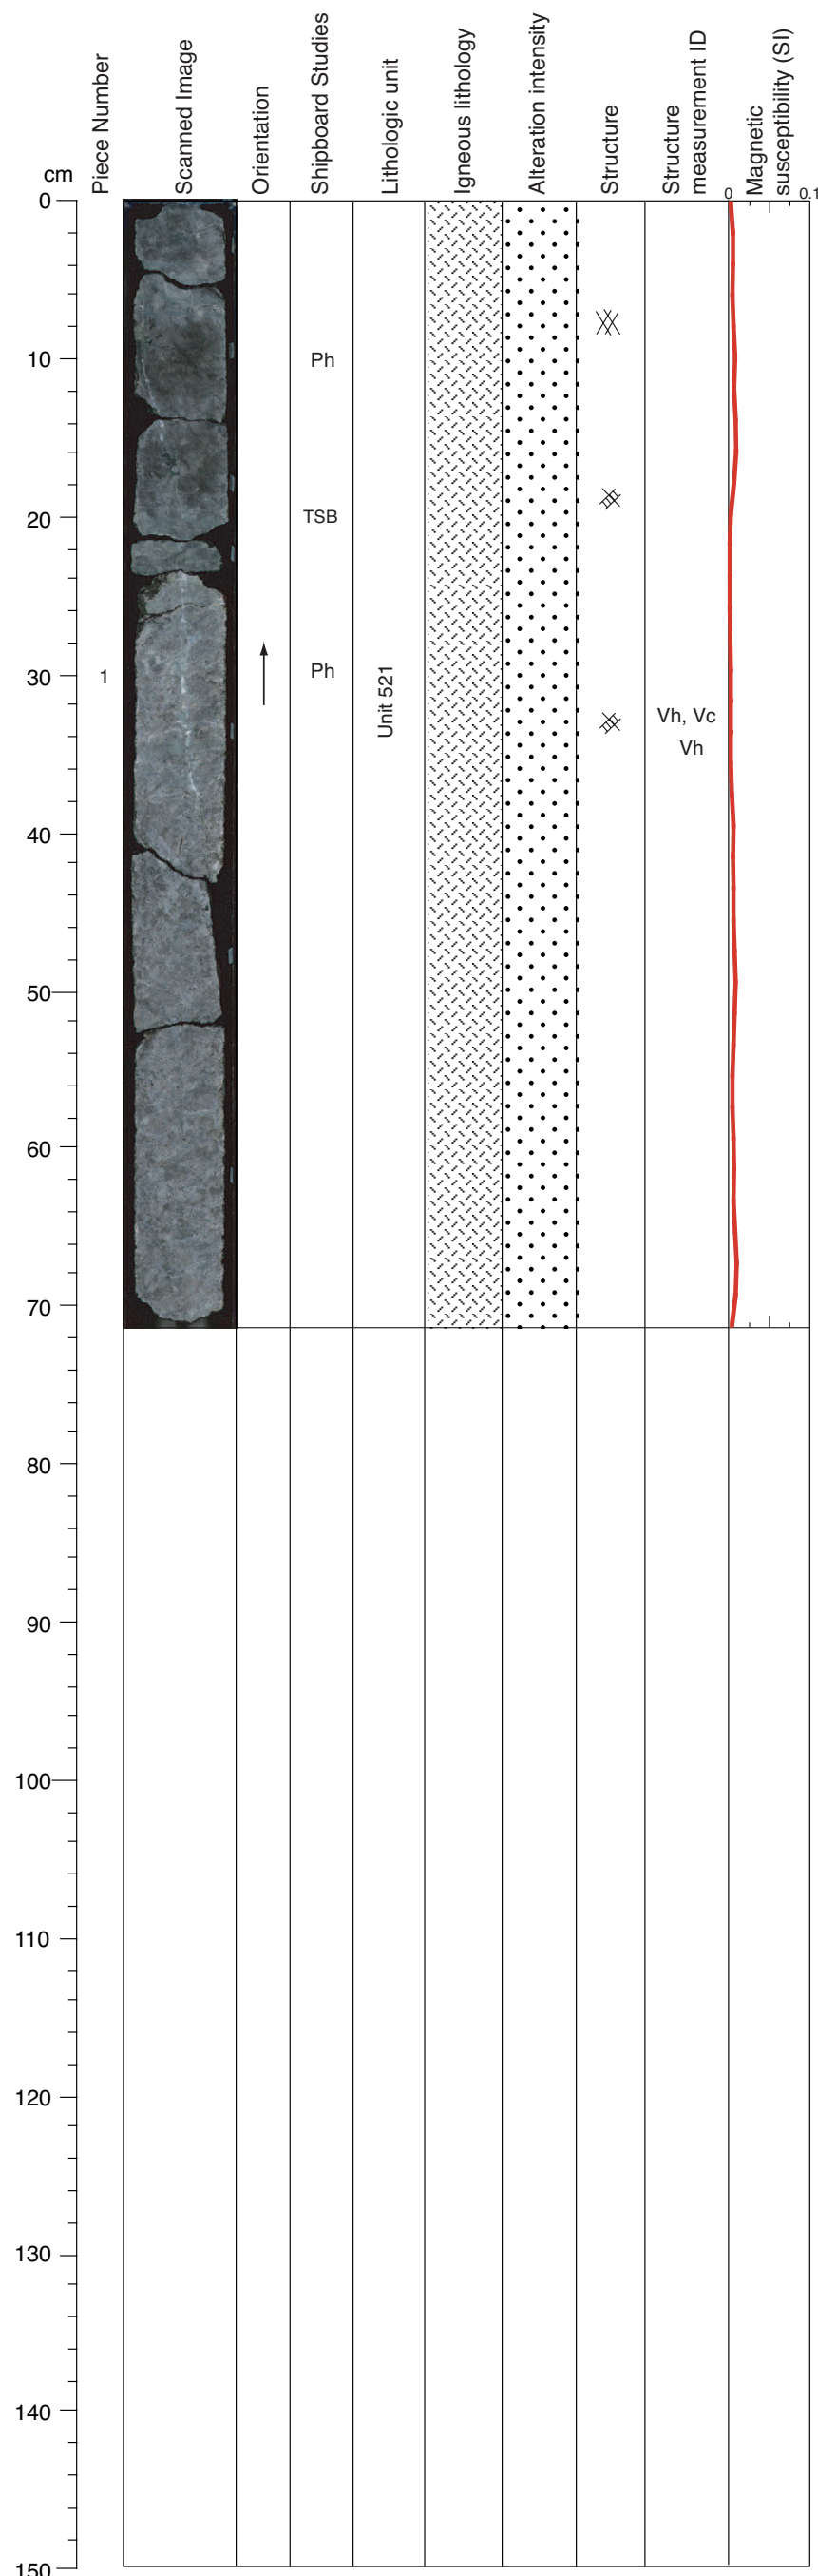 cm
Piece Number
Scanned Image
Orientation
Shipboard Studies
Lithologic unit
Igneous lithology
Alteration intensity
Structure
Structure
measurement ID
Magnetic
susceptibility (SI)
0
0.1
0
10
20
30
40
50
60
70
80
90
100
110
120
130
140
150
1
Ph
TSB
Ph
Unit 521
Vh, Vc
Vh